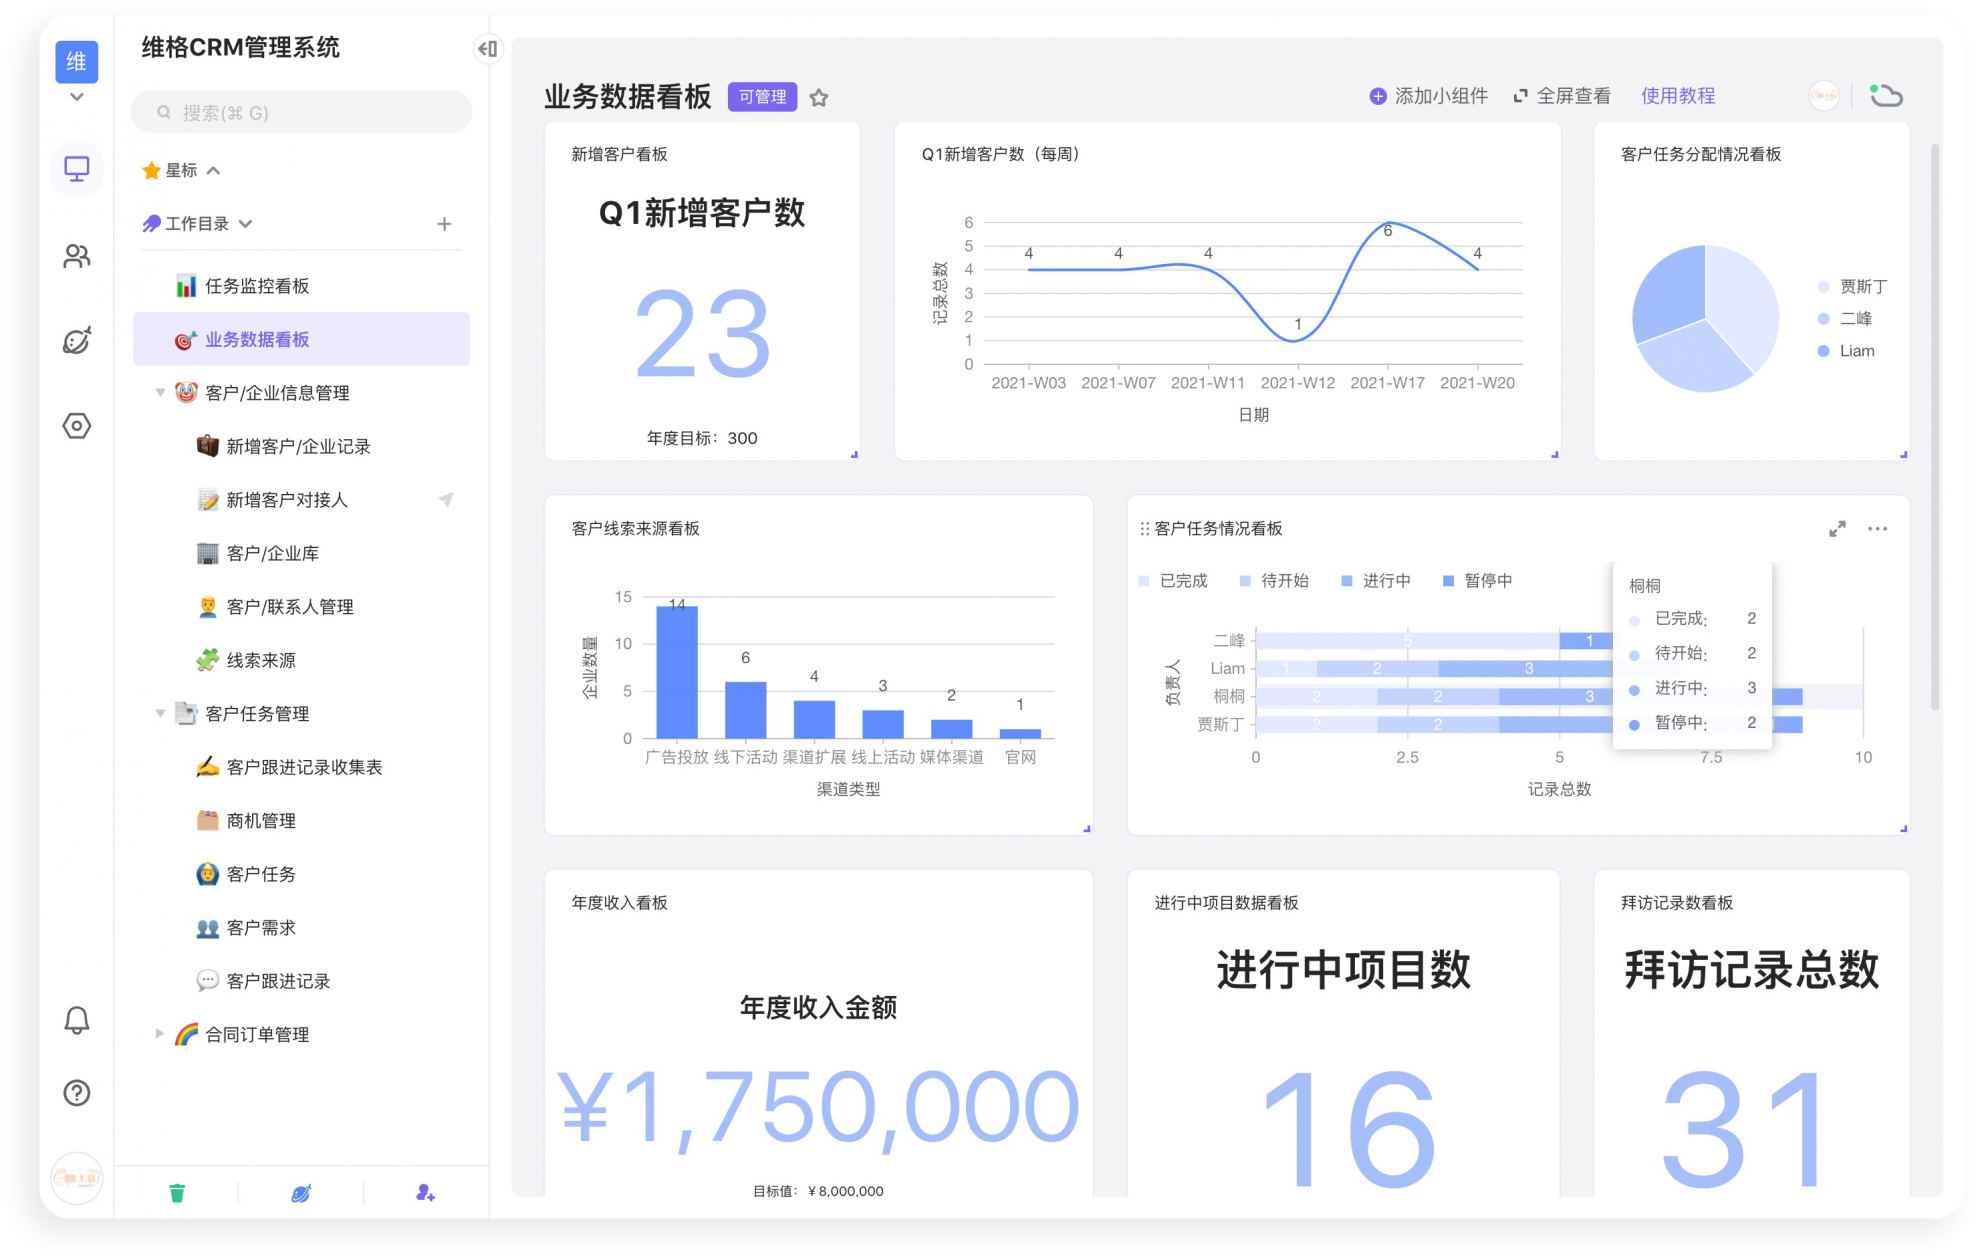 维
维格CRM管理系统
搜索(⌘ G)
星标
工作目录
任务监控看板
业务数据看板
客户/企业信息管理
新增客户/企业记录
新增客户对接人
客户/企业库
客户/联系人管理
线索来源
客户任务管理
客户跟进记录收集表
商机管理
客户任务
客户需求
客户跟进记录
合同订单管理
业务数据看板 可管理
添加小组件 全屏查看 使用教程
新增客户看板
Q1新增客户数
23
年度目标：300
Q1新增客户数（每周）
记录总数
6
5
4
3
2
1
0
4 4 4 1 6 4
2021-W03 2021-W07 2021-W11 2021-W12 2021-W17 2021-W20
日期
客户任务分配情况看板
贾斯丁
二峰
Liam
客户线索来源看板
企业数量
15
10
5
0
14 6 4 3 2 1
广告投放 线下活动 渠道扩展 线上活动 媒体渠道 官网
渠道类型
客户任务情况看板
已完成 待开始 进行中 暂停中
负责人
二峰 5 1
Liam 1 2 3
桐桐 2 2 3
贾斯丁 2 2
0 2.5 5 7.5 10
记录总数
桐桐
已完成: 2
待开始: 2
进行中: 3
暂停中: 2
年度收入看板
年度收入金额
¥1,750,000
目标值：¥8,000,000
进行中项目数据看板
进行中项目数
16
拜访记录数看板
拜访记录总数
31